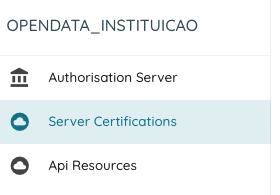 OPENDATA_INSTITUICAO
Authorisation Server
Server Certifications
Api Resources